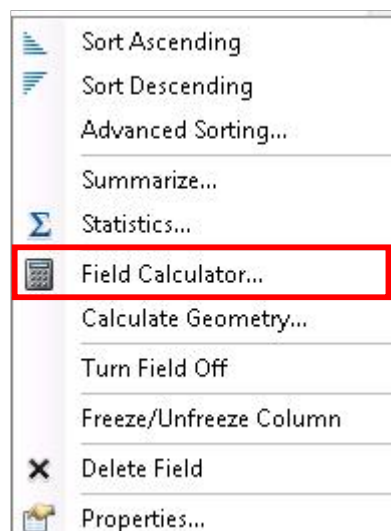 Sort Ascending
Sort Descending
Advanced Sorting...
Summarize...
Statistics...
Field Calculator...
Calculate Geometry...
Turn Field Off
Freeze/Unfreeze Column
Delete Field
Properties...